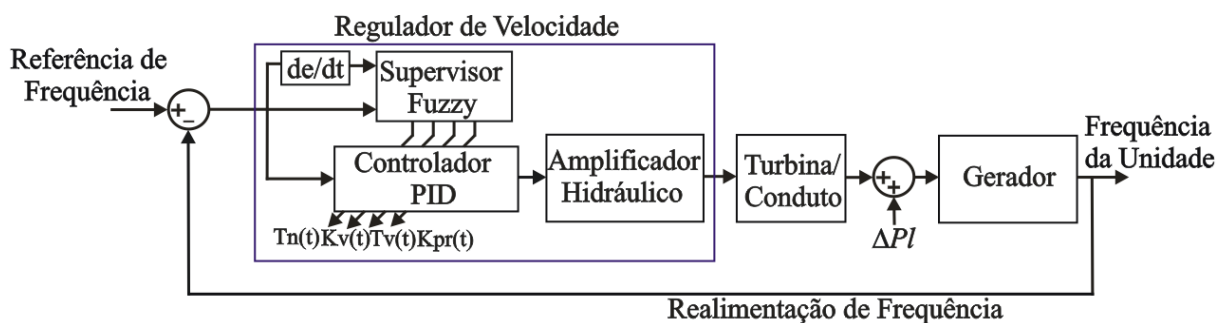 Regulador de Velocidade
Referência de
Frequência
+
−
de/dt
Supervisor
Fuzzy
Controlador
PID
Tn(t)Kv(t)Tv(t)Kpr(t)
Amplificador
Hidráulico
Turbina/
Conduto
+
+
ΔPl
Gerador
Frequência
da Unidade
Realimentação de Frequência